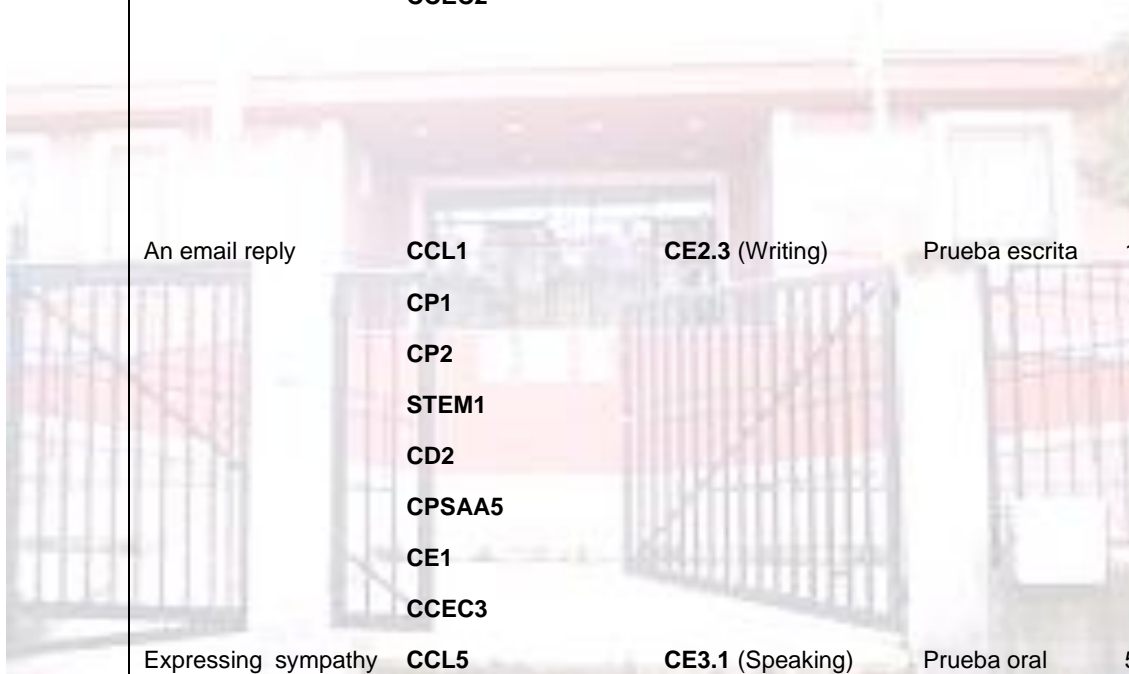 An email reply CCL1 CE2.3 (Writing) Prueba escrita
CP1
CP2
STEM1
CD2
CPSAA5
CE1
CCEC3
Expressing sympathy CCL5 CE3.1 (Speaking) Prueba oral